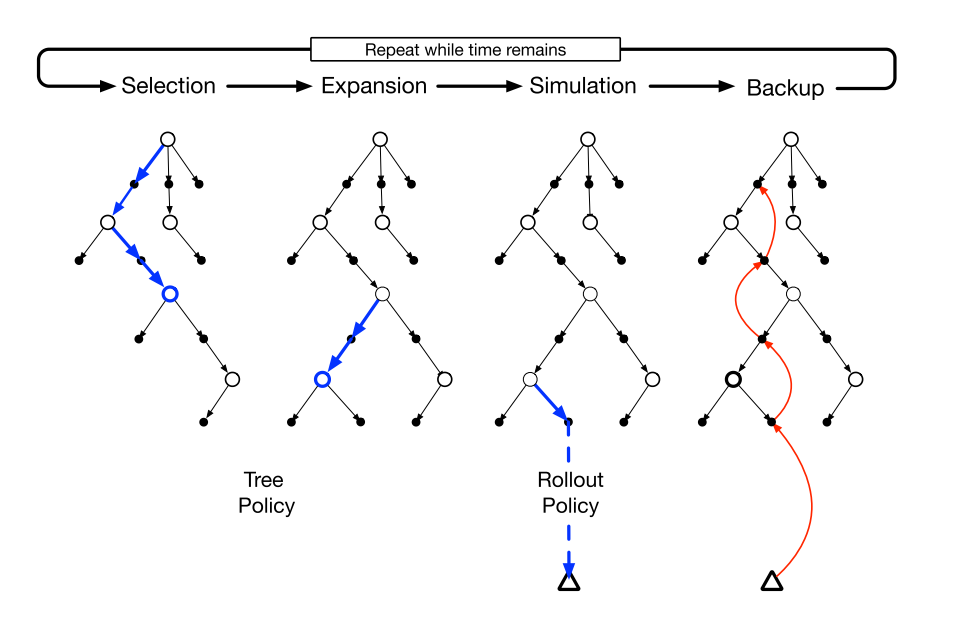 Repeat while time remains
Selection
Expansion
Simulation
Backup
Tree
Policy
Rollout
Policy